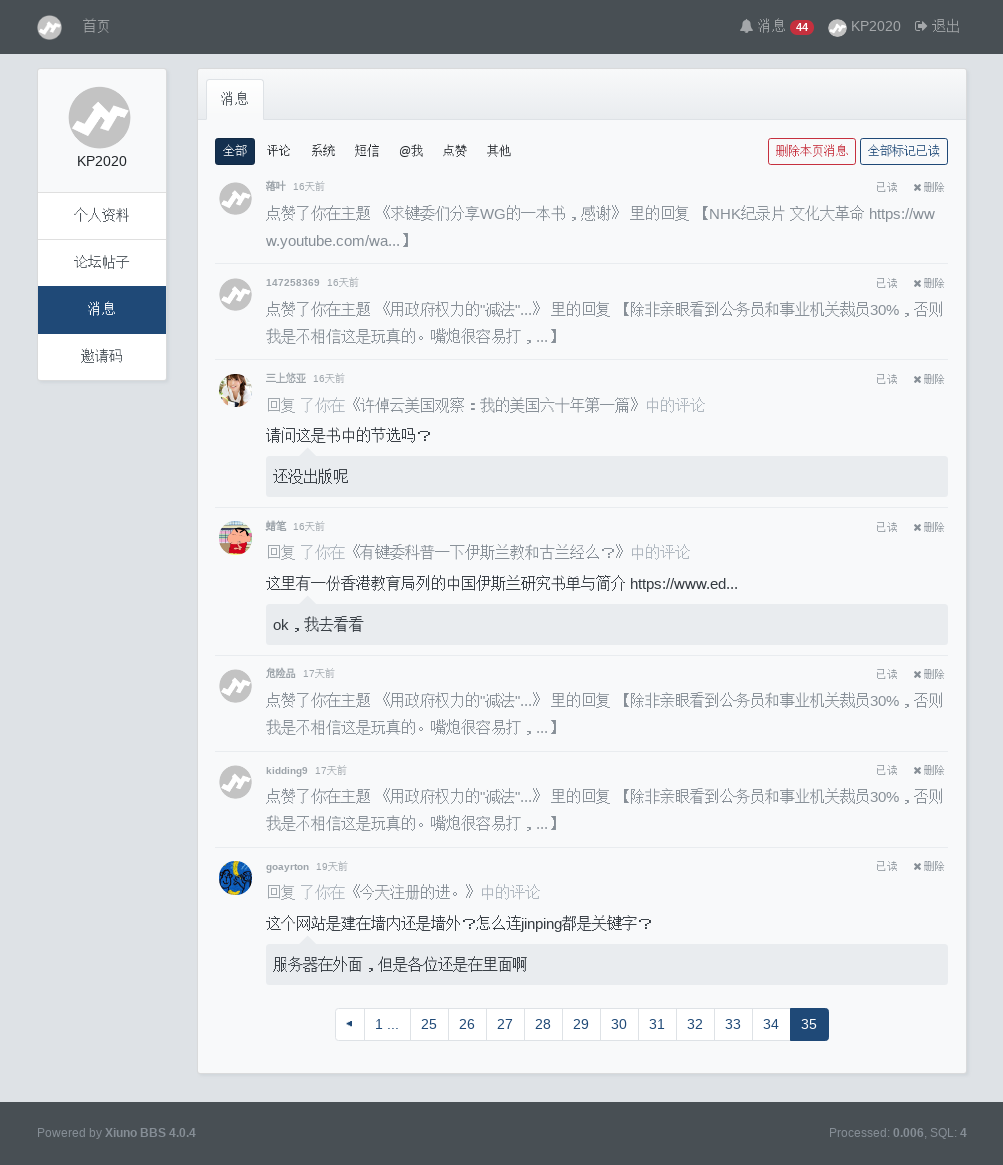 首页 消息 44 KP2020 退出
KP2020
个人资料
论坛帖子
消息
邀请码
消息
全部 评论 系统 短信 @我 点赞 其他 删除本页消息 全部标记已读
落叶 16天前 已读 删除
点赞了你在主题 《求键委们分享WG的一本书，感谢》 里的回复 【NHK纪录片 文化大革命 https://ww
w.youtube.com/wa...】
147258369 16天前 已读 删除
点赞了你在主题 《用政府权力的"减法"...》 里的回复 【除非亲眼看到公务员和事业机关裁员30%，否则
我是不相信这是玩真的。嘴炮很容易打，...】
三上悠亚 16天前 已读 删除
回复 了你在《许倬云美国观察：我的美国六十年第一篇》中的评论
请问这是书中的节选吗？
还没出版呢
蜡笔 16天前 已读 删除
回复 了你在《有键委科普一下伊斯兰教和古兰经么？》中的评论
这里有一份香港教育局列的中国伊斯兰研究书单与简介 https://www.ed...
ok，我去看看
危险品 17天前 已读 删除
点赞了你在主题 《用政府权力的"减法"...》 里的回复 【除非亲眼看到公务员和事业机关裁员30%，否则
我是不相信这是玩真的。嘴炮很容易打，...】
kidding9 17天前 已读 删除
点赞了你在主题 《用政府权力的"减法"...》 里的回复 【除非亲眼看到公务员和事业机关裁员30%，否则
我是不相信这是玩真的。嘴炮很容易打，...】
goayrton 19天前 已读 删除
回复 了你在《今天注册的进。》中的评论
这个网站是建在墙内还是墙外？怎么连jinping都是关键字？
服务器在外面，但是各位还是在里面啊
◂ 1 ... 25 26 27 28 29 30 31 32 33 34 35
Powered by Xiuno BBS 4.0.4 Processed: 0.006, SQL: 4